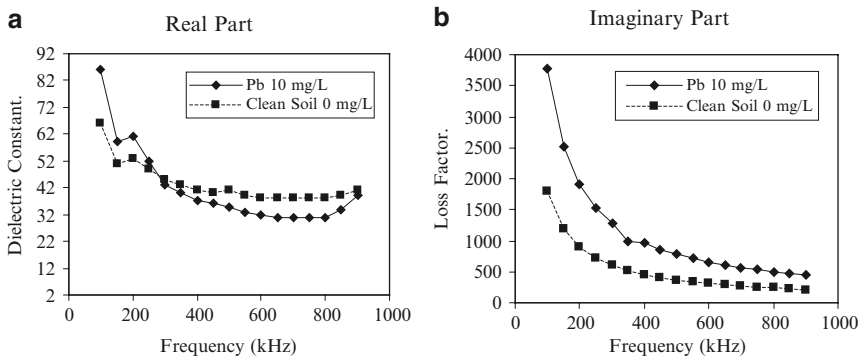 a
Real Part
Dielectric Constant.
92
82
72
62
52
42
32
22
12
2
Pb 10 mg/L
Clean Soil 0 mg/L
0
200
400
600
800
1000
Frequency (kHz)
b
Imaginary Part
Loss Factor.
4000
3500
3000
2500
2000
1500
1000
500
0
Pb 10 mg/L
Clean Soil 0 mg/L
0
200
400
600
800
1000
Frequency (kHz)